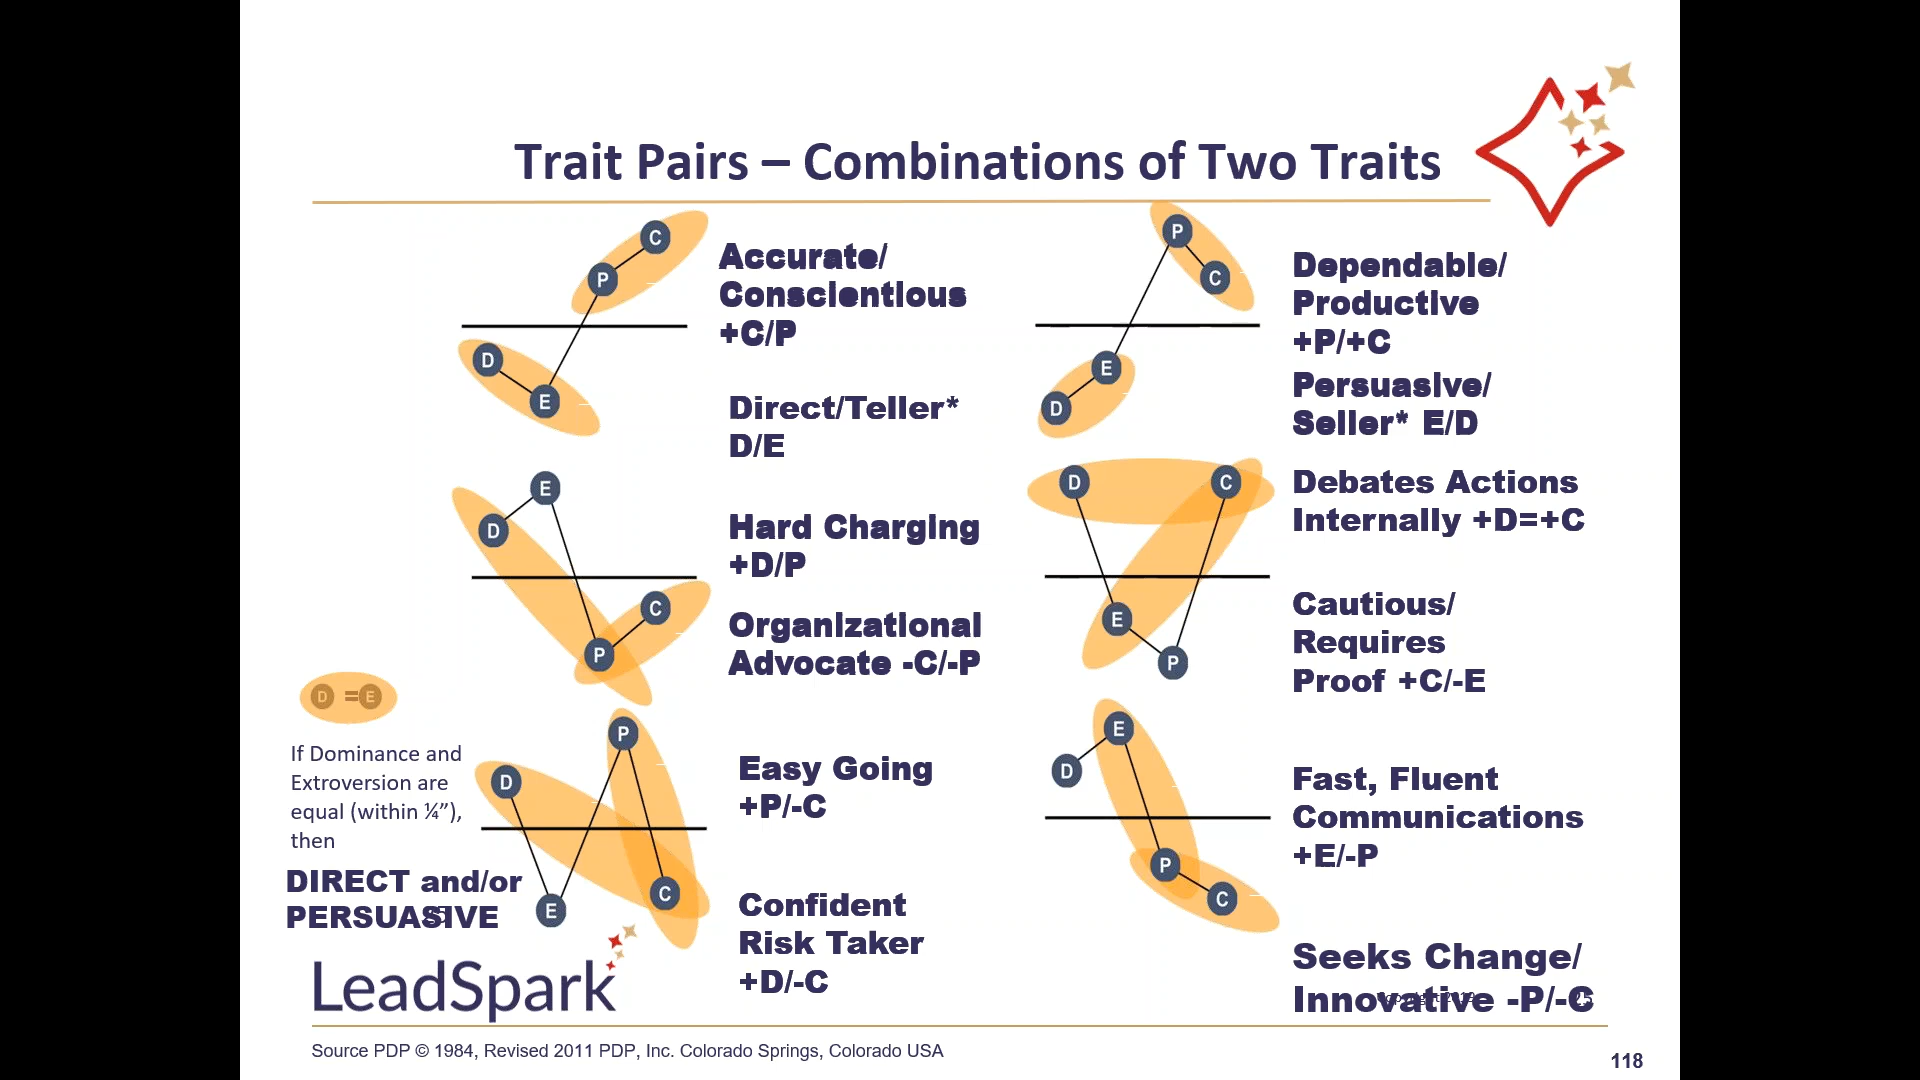 Trait Pairs – Combinations of Two Traits
C
P
D
E
Accurate/
Conscientious
+C/P
Direct/Teller*
D/E
P
C
E
D
Dependable/
Productive
+P/+C
Persuasive/
Seller* E/D
E
D
C
P
Hard Charging
+D/P
Organizational
Advocate -C/-P
D
C
E
P
Debates Actions
Internally +D=+C
Cautious/
Requires
Proof +C/-E
D = E
If Dominance and
Extroversion are
equal (within ¼”),
then
DIRECT and/or
PERSUASIVE
P
D
C
E
Easy Going
+P/-C
Confident
Risk Taker
+D/-C
E
D
P
C
Fast, Fluent
Communications
+E/-P
Seeks Change/
Innovative -P/-C
25
LeadSpark
Source PDP © 1984, Revised 2011 PDP, Inc. Colorado Springs, Colorado USA
118